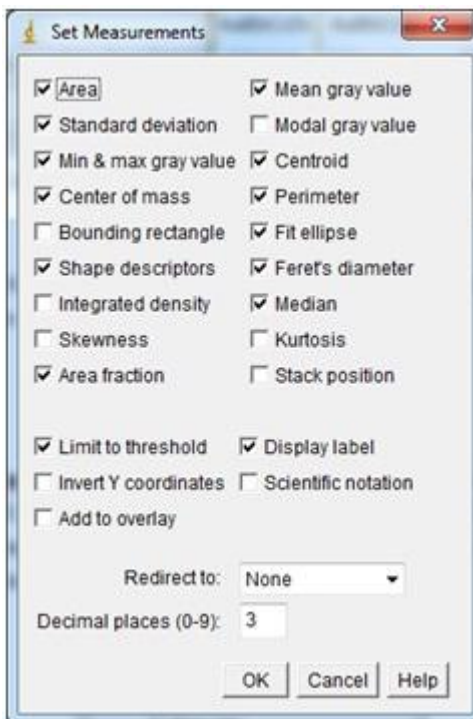 Set Measurements
Area Mean gray value
Standard deviation Modal gray value
Min & max gray value Centroid
Center of mass Perimeter
Bounding rectangle Fit ellipse
Shape descriptors Feret's diameter
Integrated density Median
Skewness Kurtosis
Area fraction Stack position
Limit to threshold Display label
Invert Y coordinates Scientific notation
Add to overlay
Redirect to: None
Decimal places (0-9): 3
OK Cancel Help